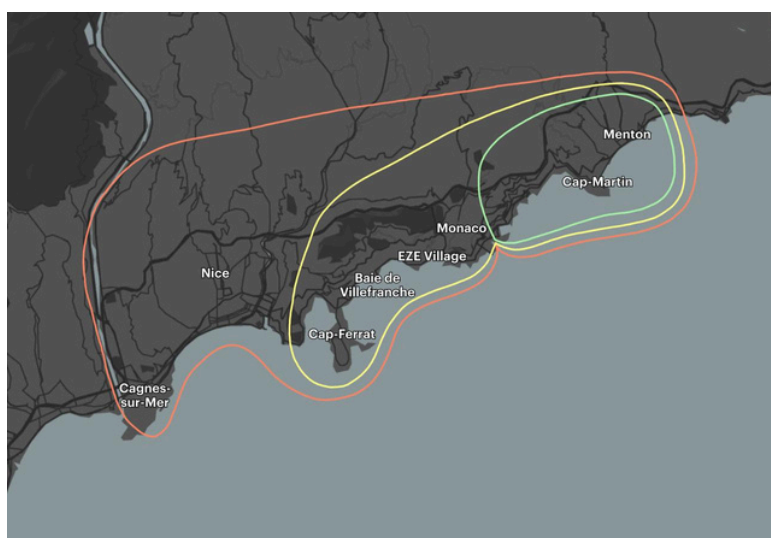 Menton
Cap-Martin
Monaco
EZE Village
Nice
Baie de
Villefranche
Cap-Ferrat
Cagnes-
sur-Mer